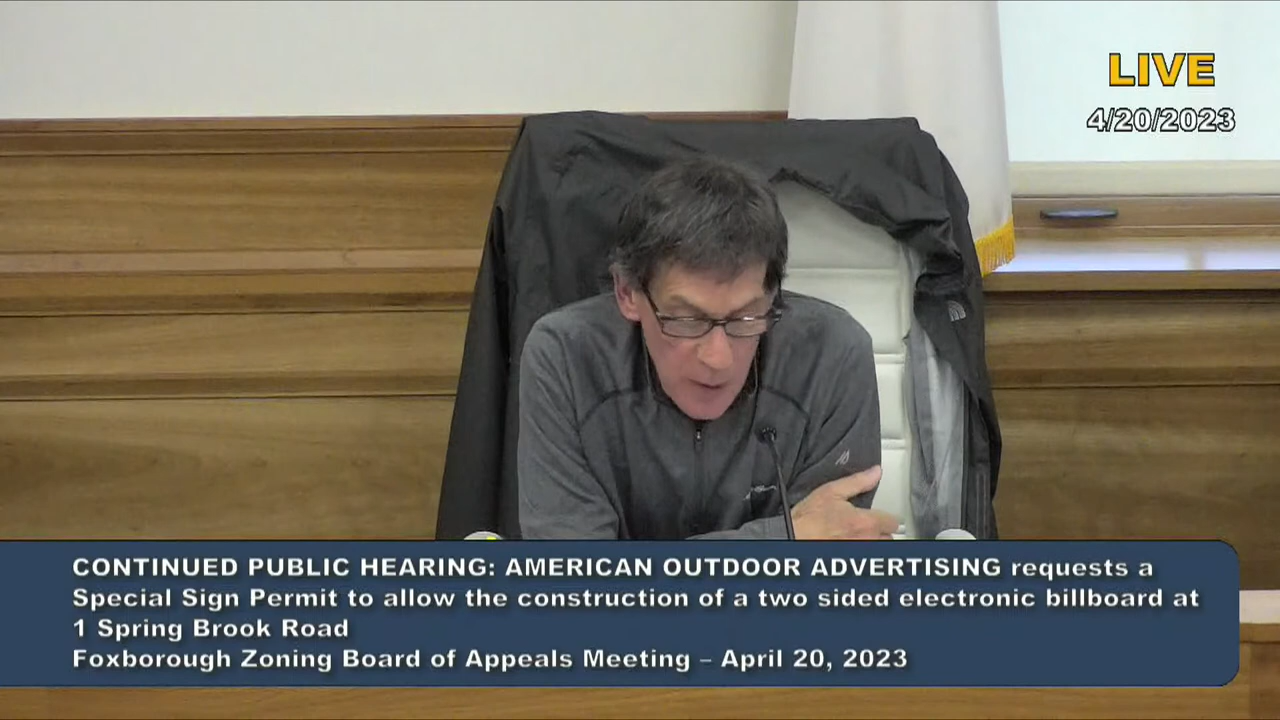 LIVE
4/20/2023
CONTINUED PUBLIC HEARING: AMERICAN OUTDOOR ADVERTISING requests a
Special Sign Permit to allow the construction of a two sided electronic billboard at
1 Spring Brook Road
Foxborough Zoning Board of Appeals Meeting – April 20, 2023